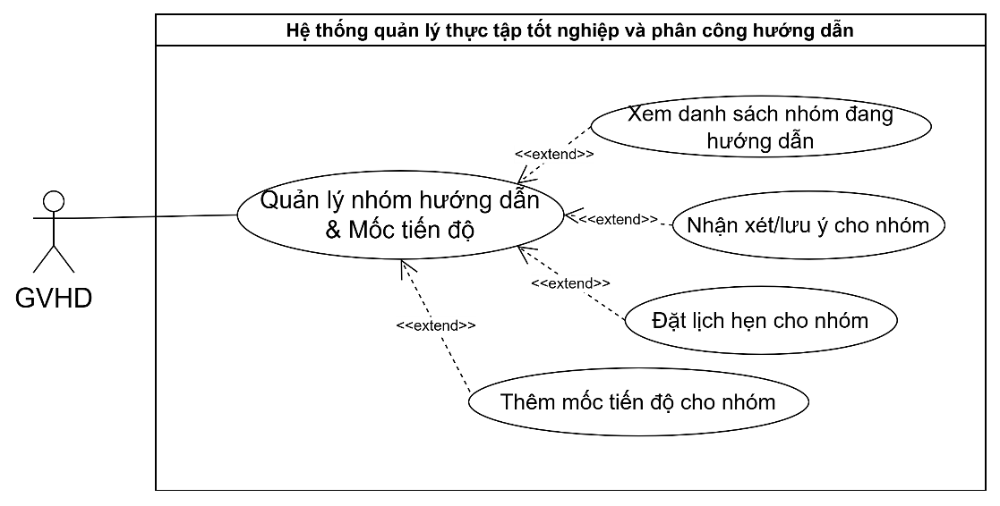 Hệ thống quản lý thực tập tốt nghiệp và phân công hướng dẫn
Xem danh sách nhóm đang
hướng dẫn
<<extend>>
Quản lý nhóm hướng dẫn
& Mốc tiến độ
<<extend>>
Nhận xét/lưu ý cho nhóm
GVHD
<<extend>>
Đặt lịch hẹn cho nhóm
<<extend>>
Thêm mốc tiến độ cho nhóm